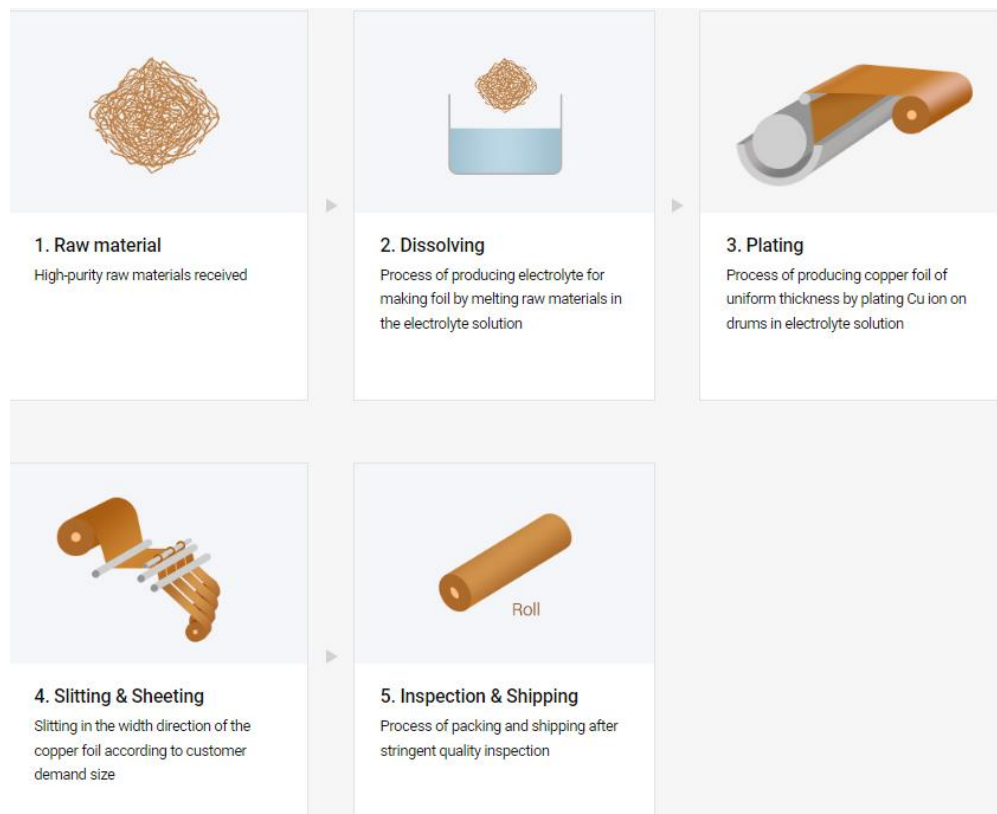 1. Raw material
High-purity raw materials received
2. Dissolving
Process of producing electrolyte for
making foil by melting raw materials in
the electrolyte solution
3. Plating
Process of producing copper foil of
uniform thickness by plating Cu ion on
drums in electrolyte solution
4. Slitting & Sheeting
Slitting in the width direction of the
copper foil according to customer
demand size
Roll
5. Inspection & Shipping
Process of packing and shipping after
stringent quality inspection